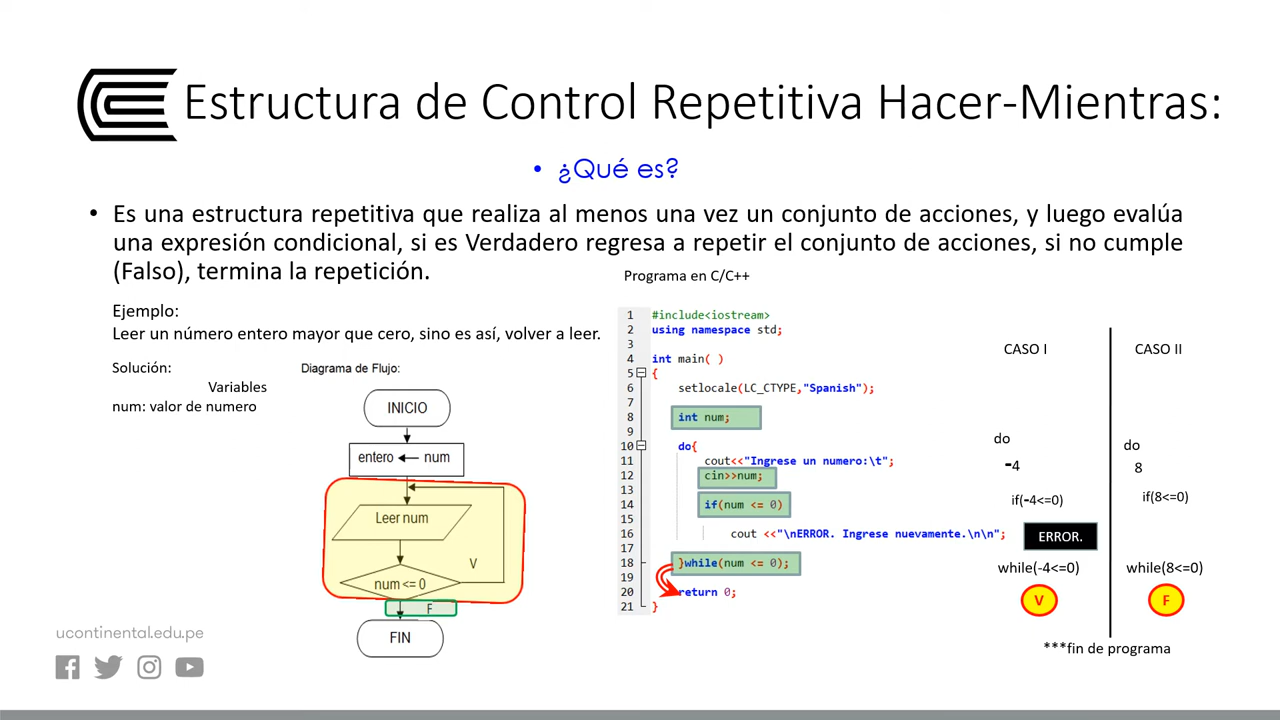 Estructura de Control Repetitiva Hacer-Mientras:
• ¿Qué es?
• Es una estructura repetitiva que realiza al menos una vez un conjunto de acciones, y luego evalúa
una expresión condicional, si es Verdadero regresa a repetir el conjunto de acciones, si no cumple
(Falso), termina la repetición.
Programa en C/C++
Ejemplo:
Leer un número entero mayor que cero, sino es así, volver a leer.
Solución:
Variables
num: valor de numero
Diagrama de Flujo:
INICIO
entero num
Leer num
V
num <= 0
F
FIN
1 #include<iostream>
2 using namespace std;
3
4 int main( )
5 {
6 setlocale(LC_CTYPE,"Spanish");
7
8 int num;
9
10 do{
11 cout<<"Ingrese un numero:\t";
12 cin>>num;
13
14 if(num <= 0)
15
16 cout <<"\nERROR. Ingrese nuevamente.\n\n";
17
18 }while(num <= 0);
19
20 return 0;
21 }
CASO I
do
-4
if(-4<=0)
ERROR.
while(-4<=0)
V
CASO II
do
8
if(8<=0)
while(8<=0)
F
***fin de programa
ucontinental.edu.pe